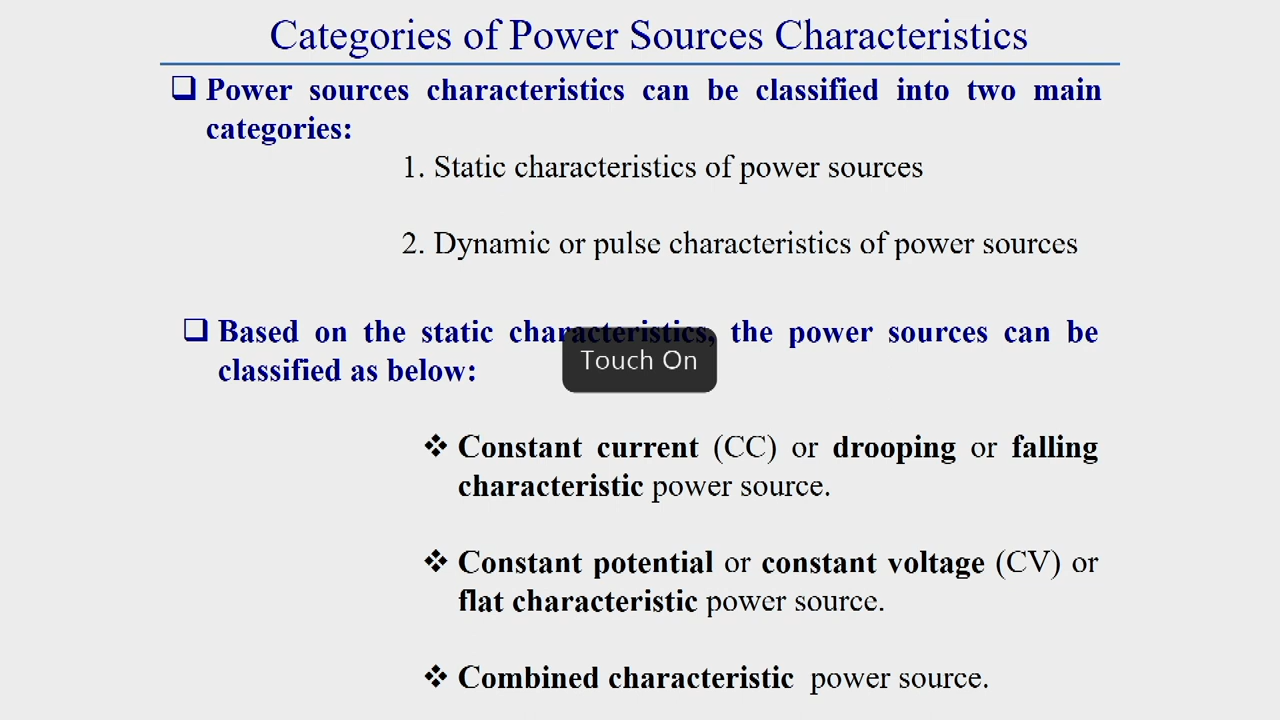 Categories of Power Sources Characteristics
❑ Power sources characteristics can be classified into two main
categories:
1. Static characteristics of power sources
2. Dynamic or pulse characteristics of power sources
❑ Based on the static characteristics, the power sources can be
classified as below:
Touch On
❖ Constant current (CC) or drooping or falling
characteristic power source.
❖ Constant potential or constant voltage (CV) or
flat characteristic power source.
❖ Combined characteristic power source.